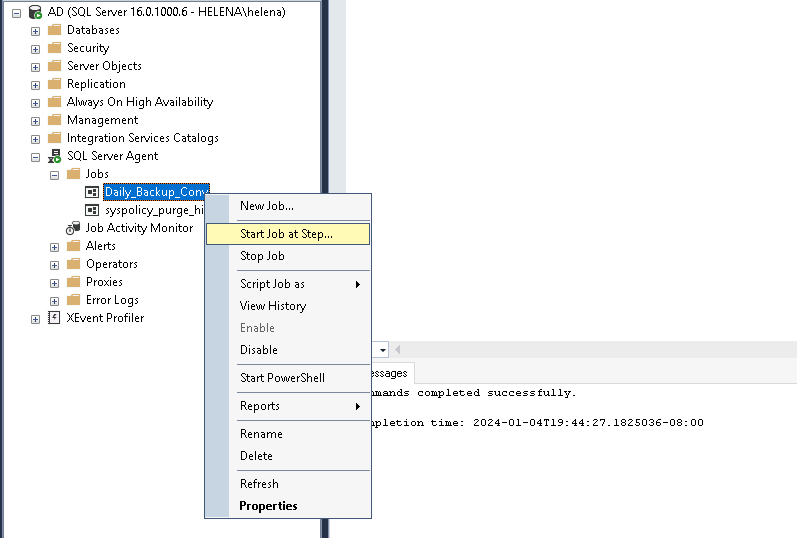 AD (SQL Server 16.0.1000.6 - HELENA\helena)
Databases
Security
Server Objects
Replication
Always On High Availability
Management
Integration Services Catalogs
SQL Server Agent
Jobs
Daily_Backup_Conv
syspolicy_purge_hi
Job Activity Monitor
Alerts
Operators
Proxies
Error Logs
XEvent Profiler
New Job...
Start Job at Step...
Stop Job
Script Job as
View History
Enable
Disable
Start PowerShell
Reports
Rename
Delete
Refresh
Properties
essages
mmands completed successfully.
mpletion time: 2024-01-04T19:44:27.1825036-08:00